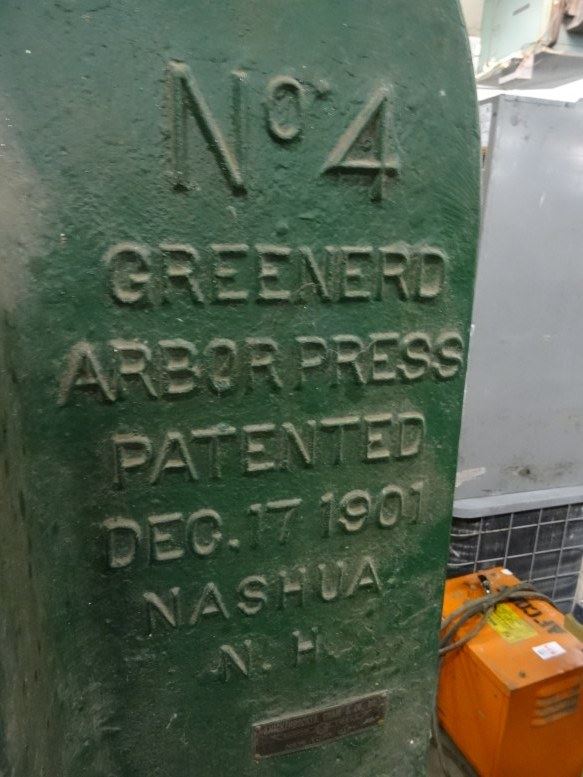 No. 4
GREENERD
ARBOR PRESS
PATENTED
DEC. 17 1901
NASHUA
N. H.